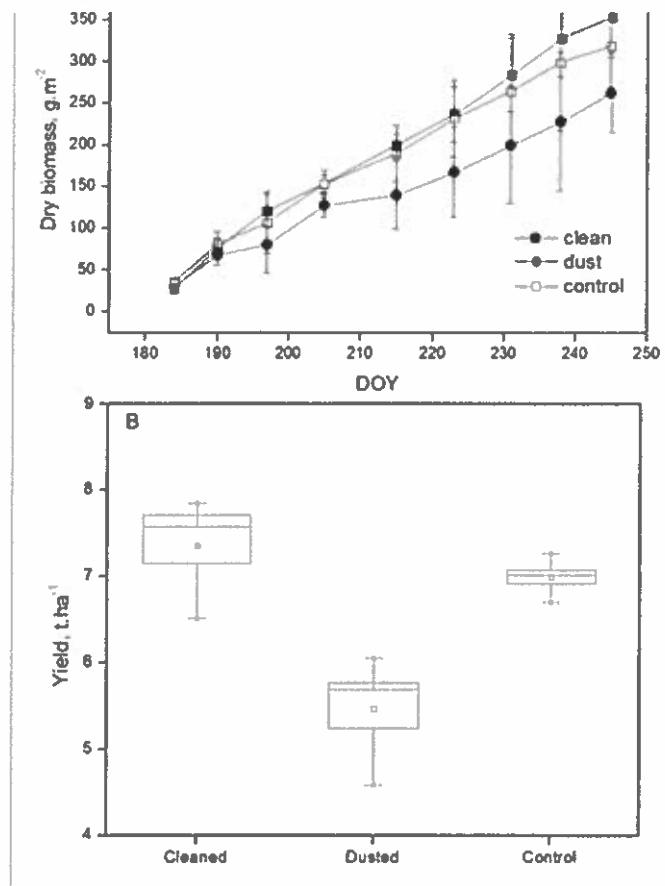 350
300
250
200
150
100
50
0
Dry biomass, g.m⁻²
clean
dust
control
180 190 200 210 220 230 240 250
DOY
B
9
8
7
6
5
4
Yield, t.ha⁻¹
Cleaned Dusted Control